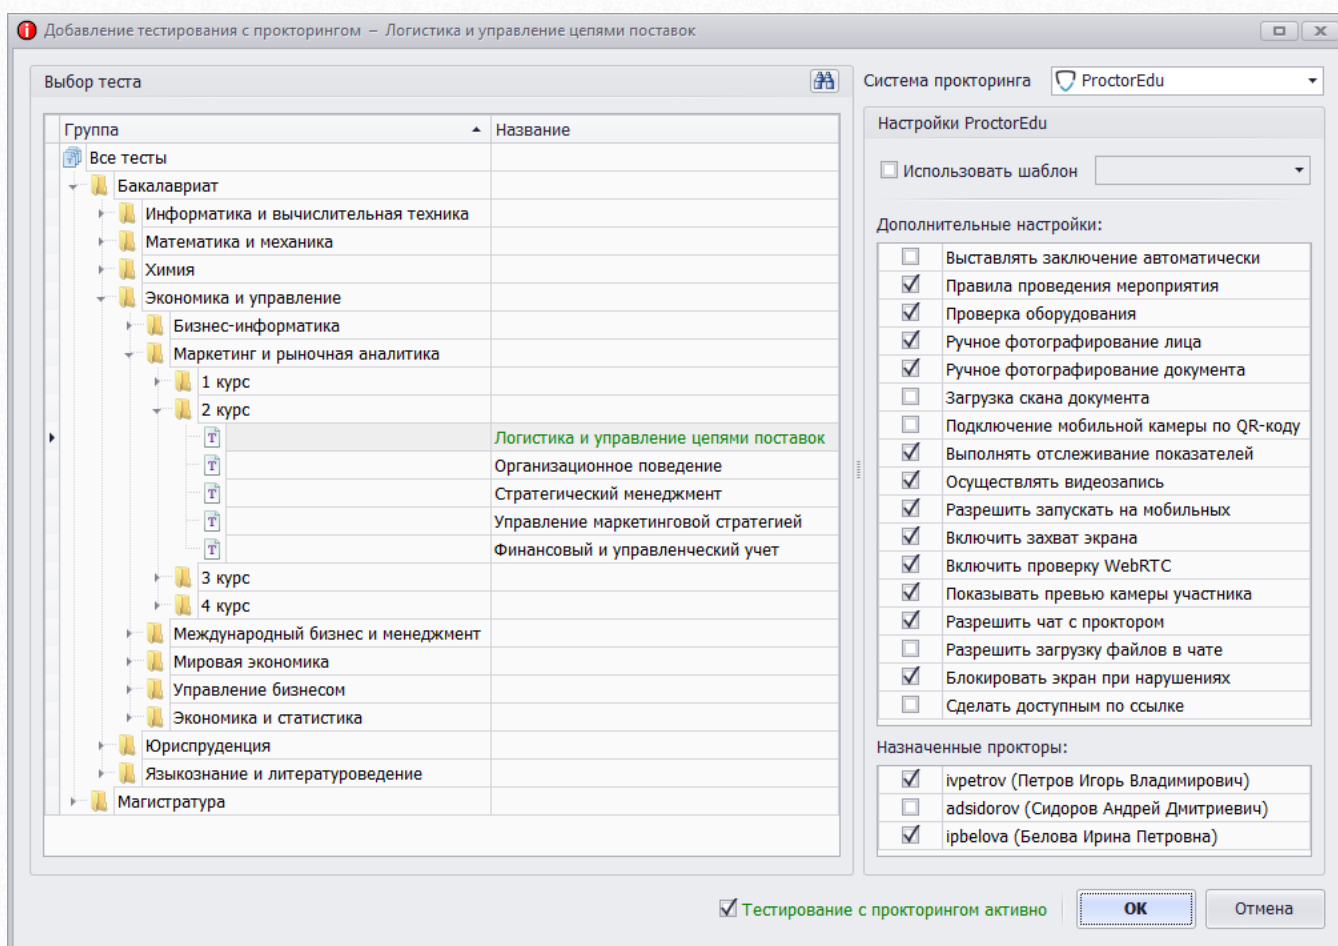 Добавление тестирования с прокторингом – Логистика и управление цепями поставок
Выбор теста
Группа Название
Все тесты
Бакалавриат
Информатика и вычислительная техника
Математика и механика
Химия
Экономика и управление
Бизнес-информатика
Маркетинг и рыночная аналитика
1 курс
2 курс
T Логистика и управление цепями поставок
T Организационное поведение
T Стратегический менеджмент
T Управление маркетинговой стратегией
T Финансовый и управленческий учет
3 курс
4 курс
Международный бизнес и менеджмент
Мировая экономика
Управление бизнесом
Экономика и статистика
Юриспруденция
Языкознание и литературоведение
Магистратура
Система прокторинга ProctorEdu
Настройки ProctorEdu
Использовать шаблон
Дополнительные настройки:
Выставлять заключение автоматически
Правила проведения мероприятия
Проверка оборудования
Ручное фотографирование лица
Ручное фотографирование документа
Загрузка скана документа
Подключение мобильной камеры по QR-коду
Выполнять отслеживание показателей
Осуществлять видеозапись
Разрешить запускать на мобильных
Включить захват экрана
Включить проверку WebRTC
Показывать превью камеры участника
Разрешить чат с проктором
Разрешить загрузку файлов в чате
Блокировать экран при нарушениях
Сделать доступным по ссылке
Назначенные прокторы:
ivpetrov (Петров Игорь Владимирович)
adsidorov (Сидоров Андрей Дмитриевич)
ipbelova (Белова Ирина Петровна)
Тестирование с прокторингом активно
ОК
Отмена